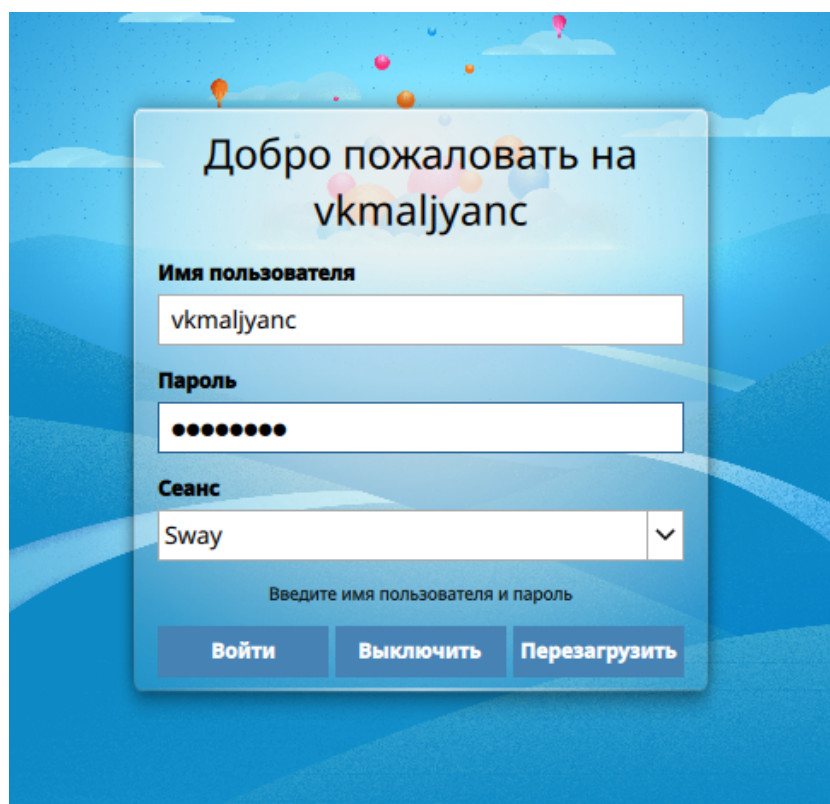 Добро пожаловать на
vkmaljyanc
Имя пользователя
vkmaljyanc
Пароль
●●●●●●●●
Сеанс
Sway
Введите имя пользователя и пароль
Войти Выключить Перезагрузить